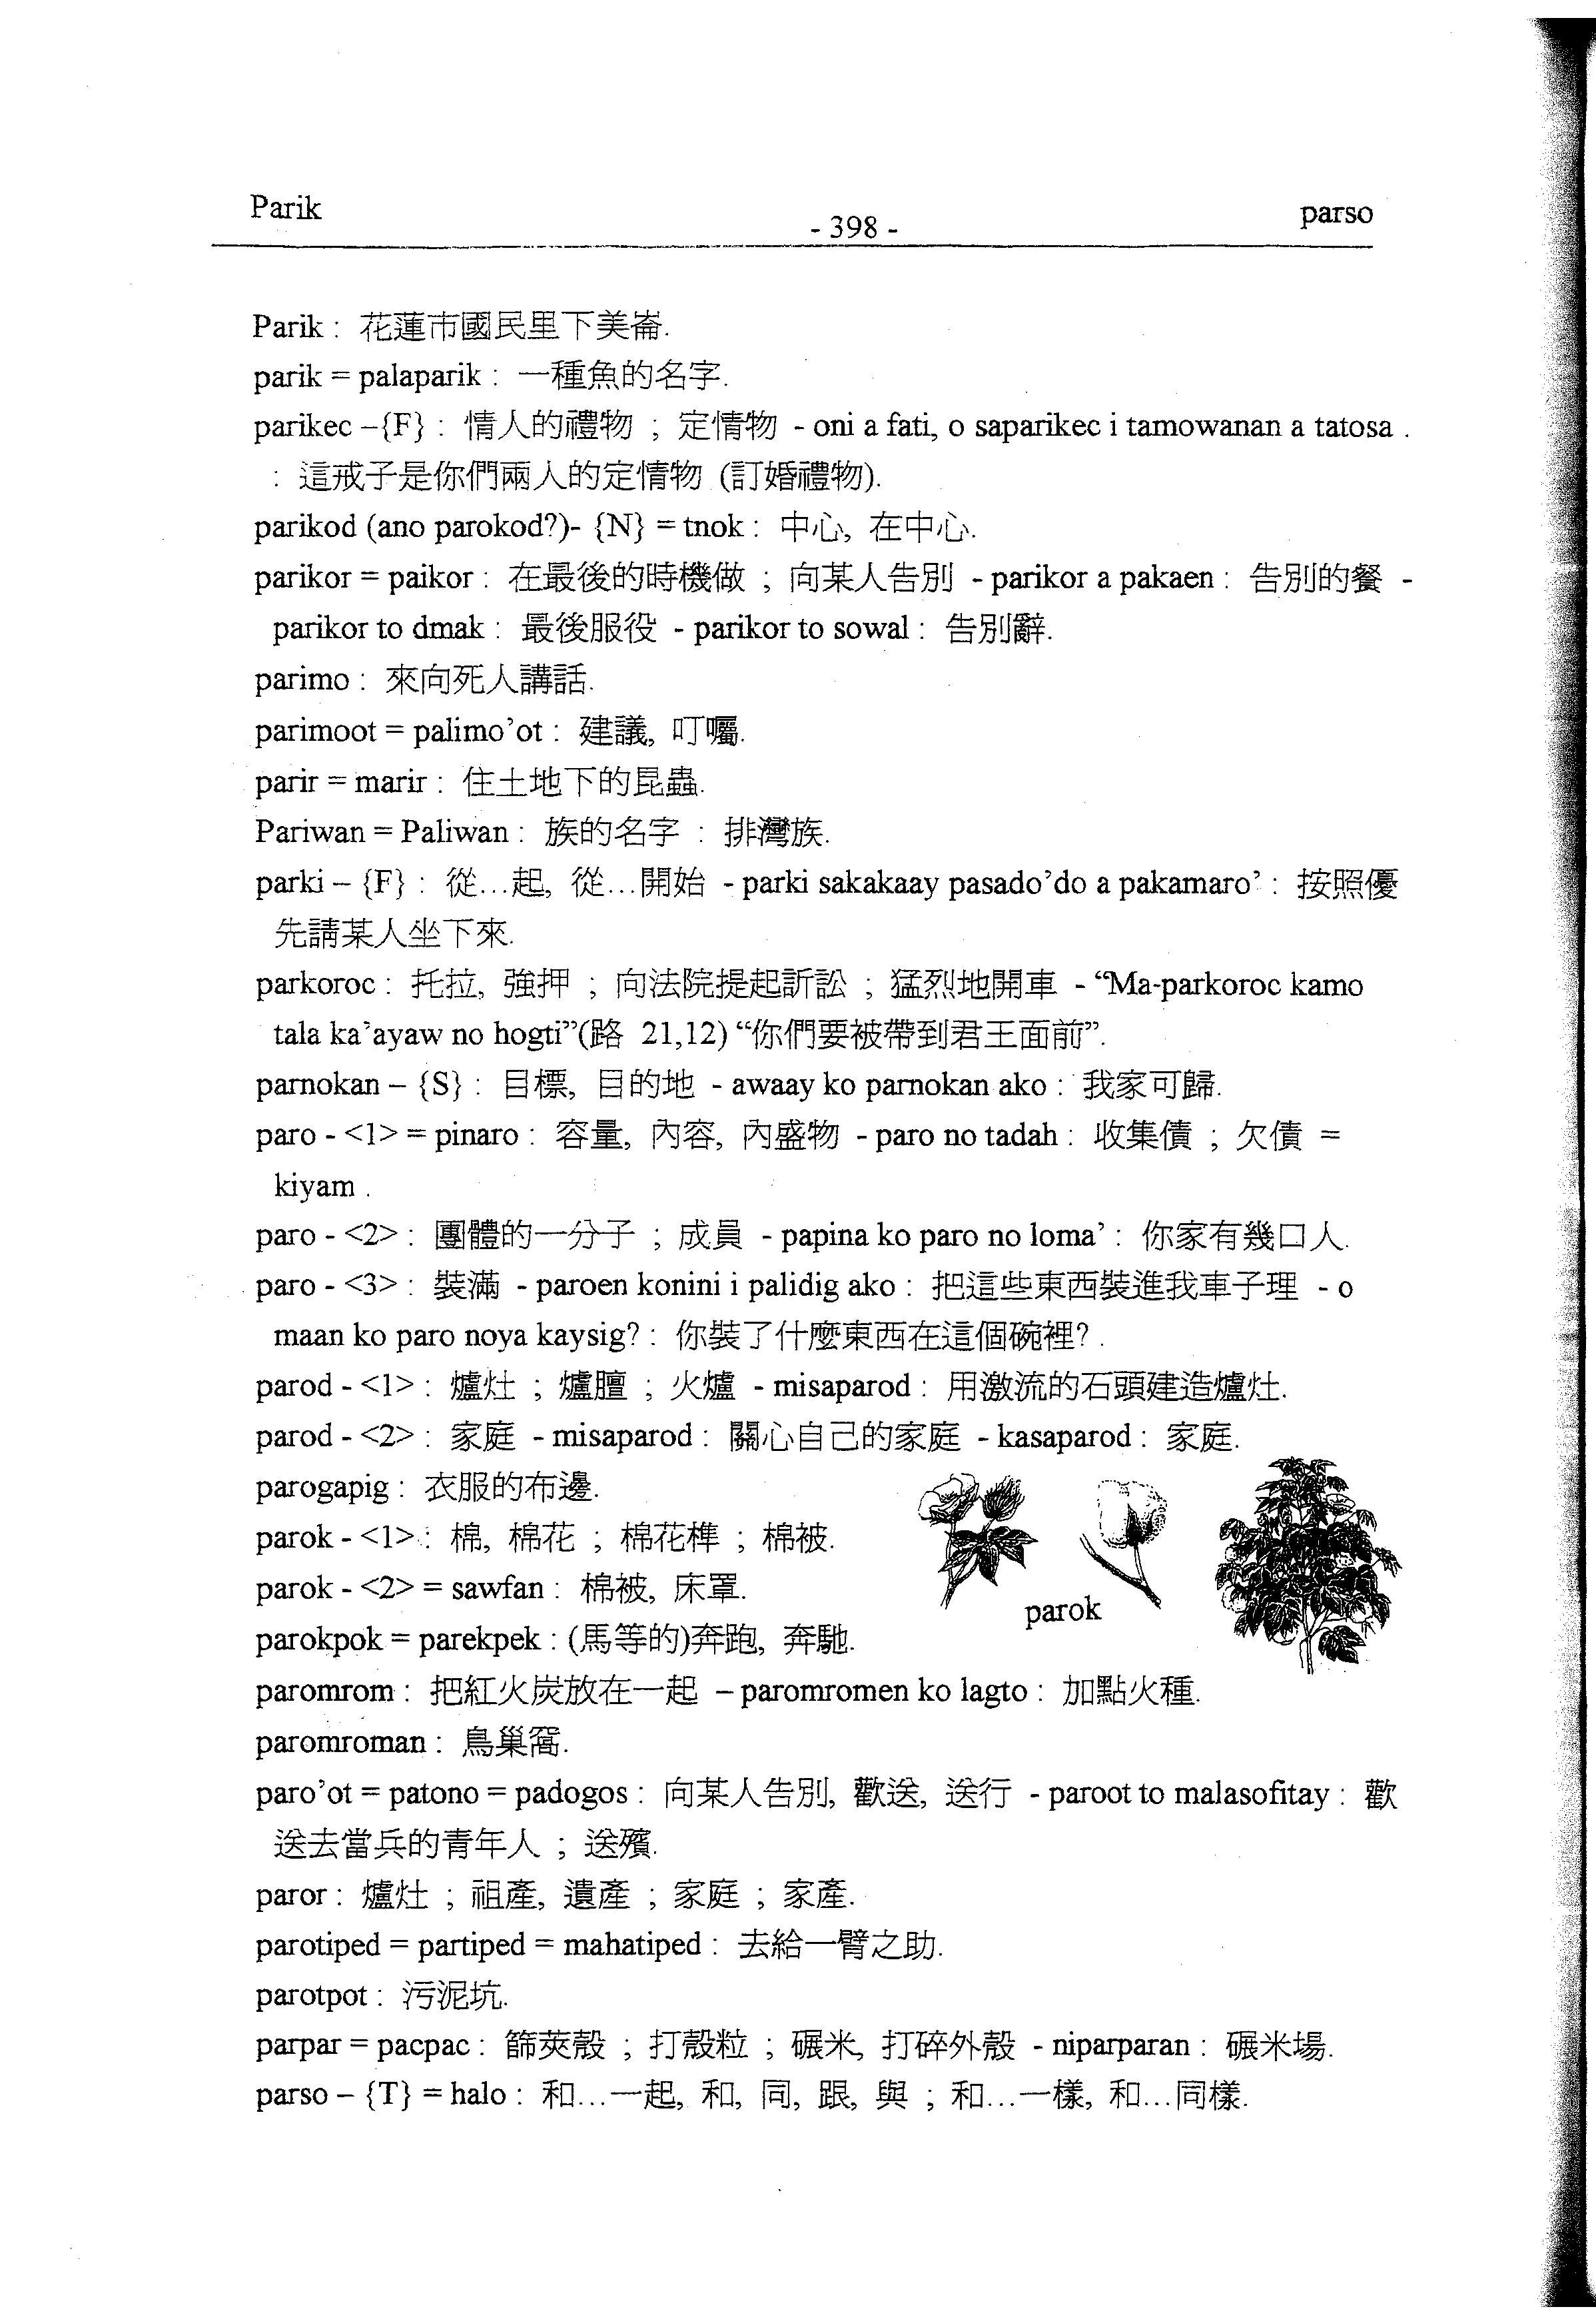 Parik
- 398 -
parso
Parik : 花蓮市國民里下美崙.
parik = palaparik : 一種魚的名字.
parikec –{F} : 情人的禮物 ; 定情物 - oni a fati, o saparikec i tamowanan a tatosa .
: 這戒子是你們兩人的定情物 (訂婚禮物).
parikod (ano parokod?)- {N} = tnok : 中心, 在中心.
parikor = paikor : 在最後的時機做 ; 向某人告別 - parikor a pakaen : 告別的餐 -
parikor to dmak : 最後服役 - parikor to sowal : 告別辭.
parimo : 來向死人講話.
parimoot = palimo’ot : 建議, 叮囑.
parir = marir : 住土地下的昆蟲.
Pariwan = Paliwan : 族的名字 : 排灣族.
parki – {F} : 從…起, 從…開始 - parki sakakaay pasado’do a pakamaro’ : 按照優
先請某人坐下來.
parkoroc : 托拉, 強押 ; 向法院提起訢訟 ; 猛烈地開車 - “Ma-parkoroc kamo
tala ka’ayaw no hogti”(路 21,12) “你們要被帶到君王面前”.
parnokan – {S} : 目標, 目的地 - awaay ko parnokan ako : 我家可歸.
paro - <1> = pinaro : 容量, 內容, 內盛物 - paro no tadah : 收集債 ; 欠債 =
kiyam .
paro - <2> : 團體的一分子 ; 成員 - papina ko paro no loma’ : 你家有幾口人.
paro - <3> : 裝滿 - paroen konini i palidig ako : 把這些東西裝進我車子理 - o
maan ko paro noya kaysig? : 你裝了什麼東西在這個碗裡? .
parod - <1> : 爐灶 ; 爐膻 ; 火爐 - misaparod : 用激流的石頭建造爐灶.
parod - <2> : 家庭 - misaparod : 關心自己的家庭 - kasaparod : 家庭.
parogapig : 衣服的布邊.
parok - <1> : 棉, 棉花 ; 棉花樺 ; 棉被.
parok - <2> = sawfan : 棉被, 床罩.
parok
parokpok = parekpek : (馬等的)奔跑, 奔馳.
paromrom : 把紅火炭放在一起 – paromromen ko lagto : 加點火種.
paromroman : 鳥巢窩.
paro’ot = patono = padogos : 向某人告別, 歡送, 送行 - paroot to malasofitay : 歡
送去當兵的青年人 ; 送殯.
paror : 爐灶 ; 祖產, 遺產 ; 家庭 ; 家產.
parotiped = partiped = mahatiped : 去給一臂之助.
parotpot : 污泥坑.
parpar = pacpac : 篩莢殼 ; 打殼粒 ; 碾米, 打碎外殼 - niparparan : 碾米場.
parso – {T} = halo : 和…一起, 和, 同, 跟, 與 ; 和…一樣, 和…同樣.